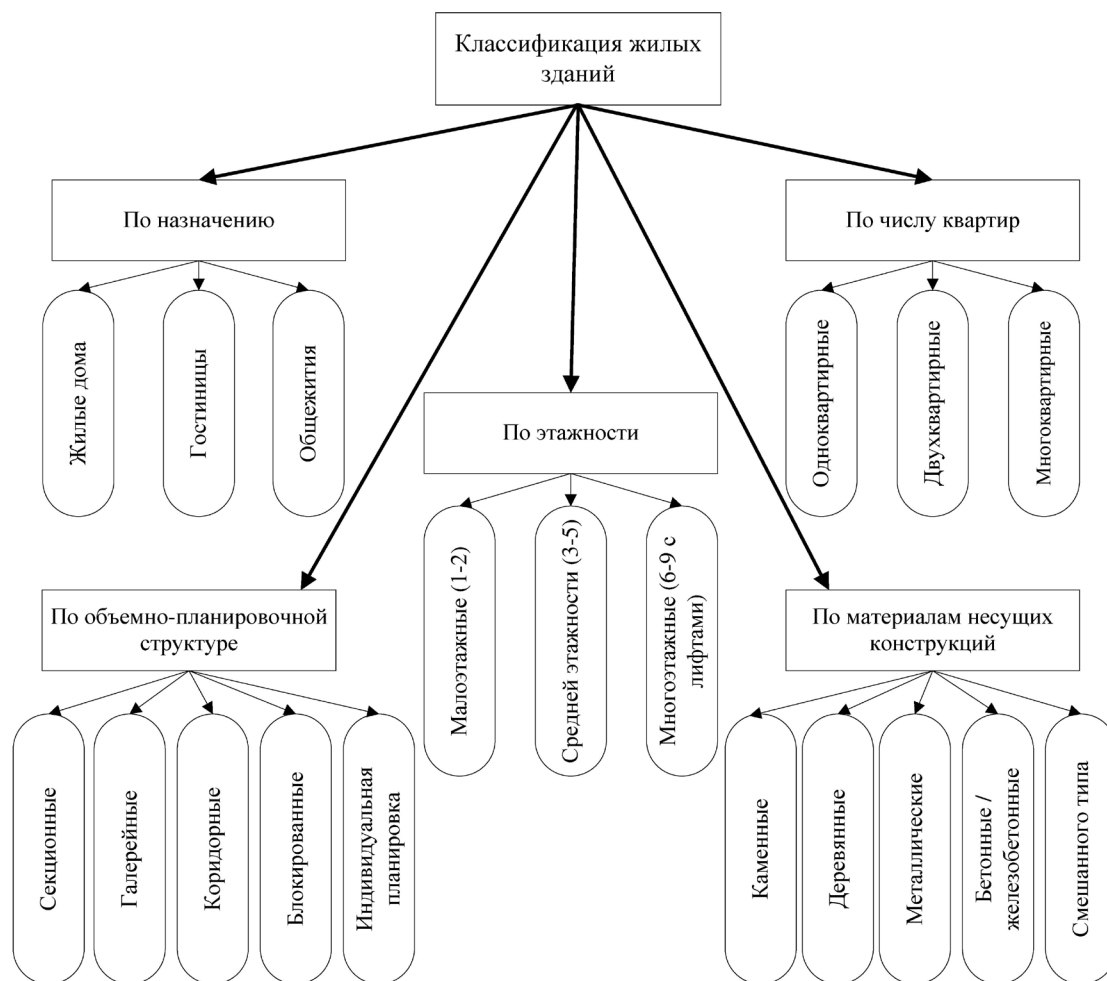 Классификация жилых
зданий
По назначению
По числу квартир
Жилые дома
Гостиницы
Общежития
Одноквартирные
Двухквартирные
Многоквартирные
По этажности
Малоэтажные (1-2)
Средней этажности (3-5)
Многоэтажные (6-9 с
лифтами)
По объемно-планировочной
структуре
По материалам несущих
конструкций
Секционные
Галерейные
Коридорные
Блокированные
Индивидуальная
планировка
Каменные
Деревянные
Металлические
Бетонные /
железобетонные
Смешанного типа